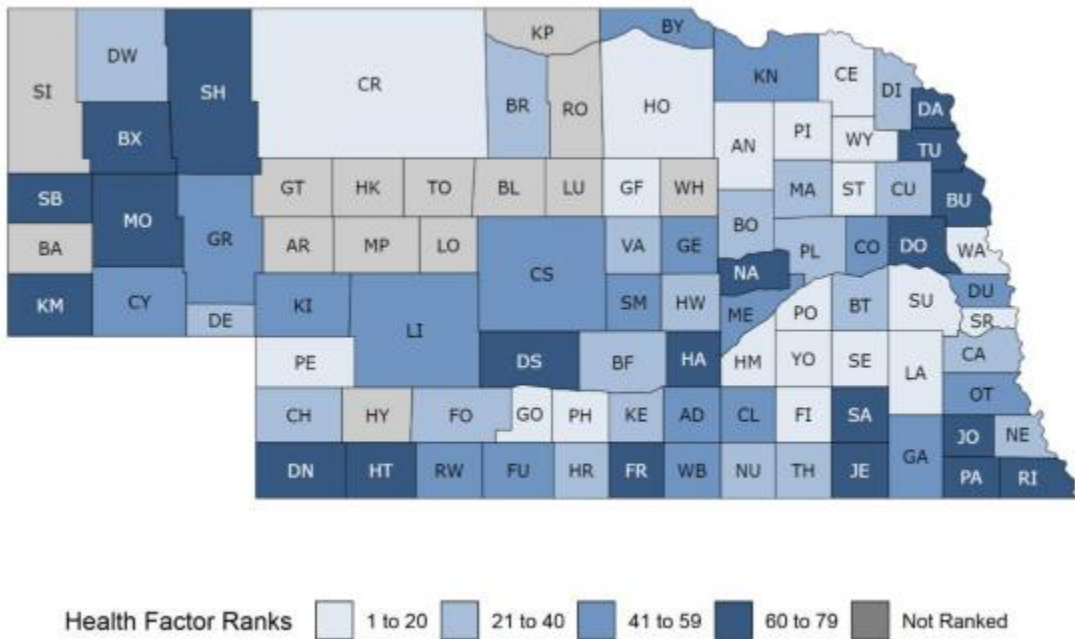 KP BY
DW CE
SI SH CR KN DI
BR RO HO DA
BX PI
AN WY TU
GT HK TO BL LU GF WH MA ST CU
SB BU
MO BO
GR
BA AR MP LO VA GE PL CO DO WA
CS NA
KM CY KI SM HW PO BT SU DU
DE LI ME SR
PE DS BF HA HM YO SE LA CA
OT
CH HY FO GO PH KE AD CL FI SA
JO NE
DN HT RW FU HR FR WB NU TH JE GA PA RI
Health Factor Ranks 1 to 20 21 to 40 41 to 59 60 to 79 Not Ranked